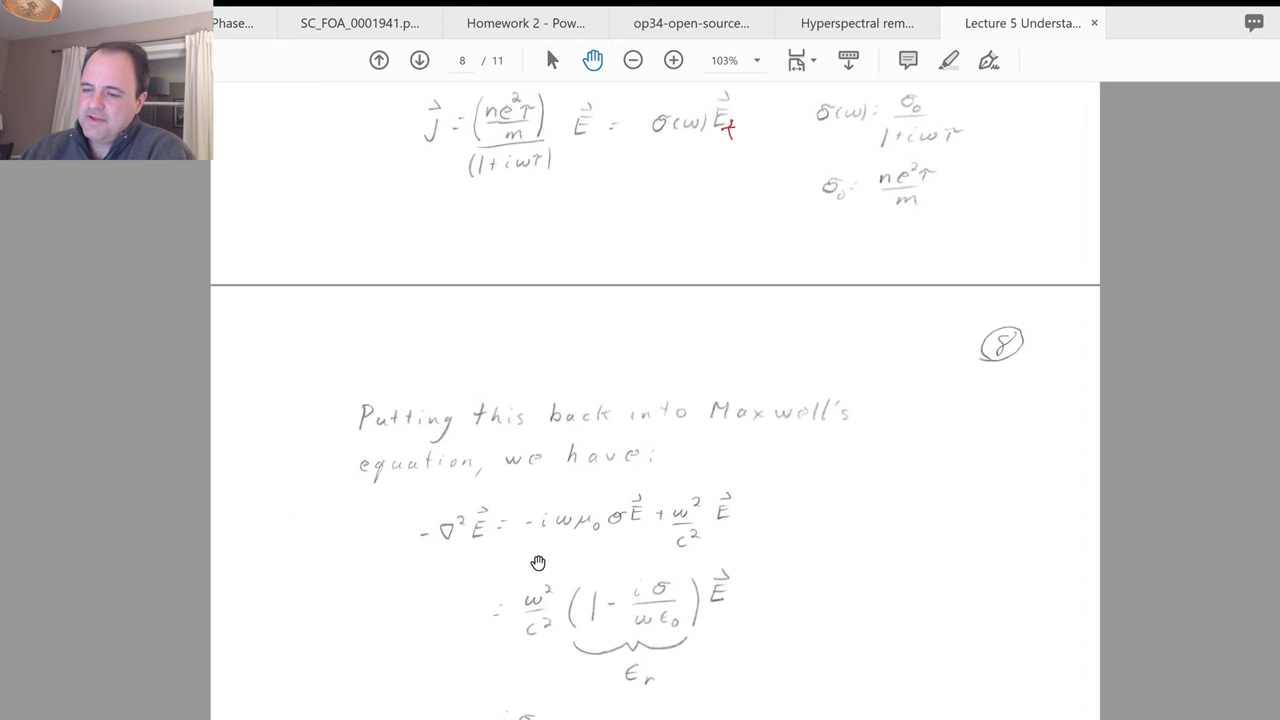 Phase...
SC_FOA_0001941.p...
Homework 2 - Pow...
op34-open-source...
Hyperspectral rem...
Lecture 5 Understa... ×
8 / 11
103%
J⃗ = (ne²τ/m)/(1+iωτ) E⃗ = σ(ω) E⃗
σ(ω) = σ₀/(1+iωτ)
σ₀ = ne²τ/m
8
Putting this back into Maxwell's
equation, we have:
-∇²E⃗ = -iωμ₀σE⃗ + ω²/c² E⃗
= ω²/c² (1 - iσ/ωϵ₀) E⃗
ϵr